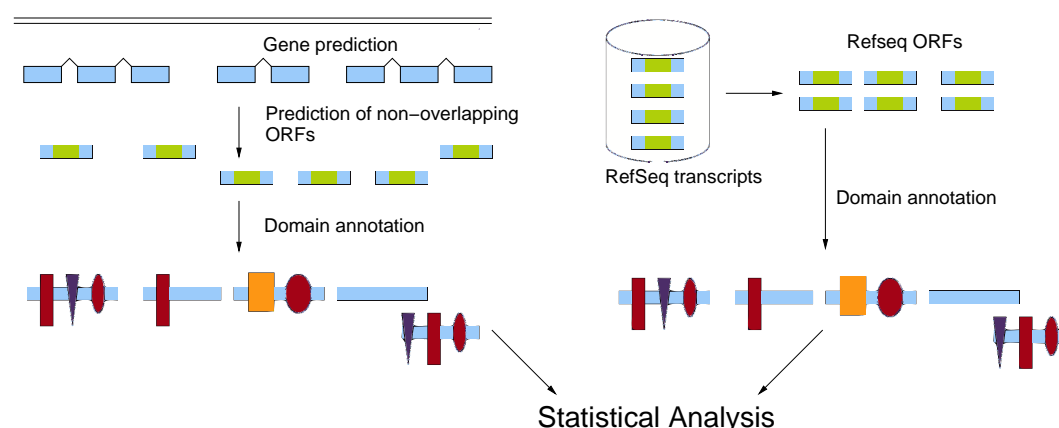 Gene prediction
Prediction of non−overlapping
ORFs
Domain annotation
RefSeq transcripts
Refseq ORFs
Domain annotation
Statistical Analysis